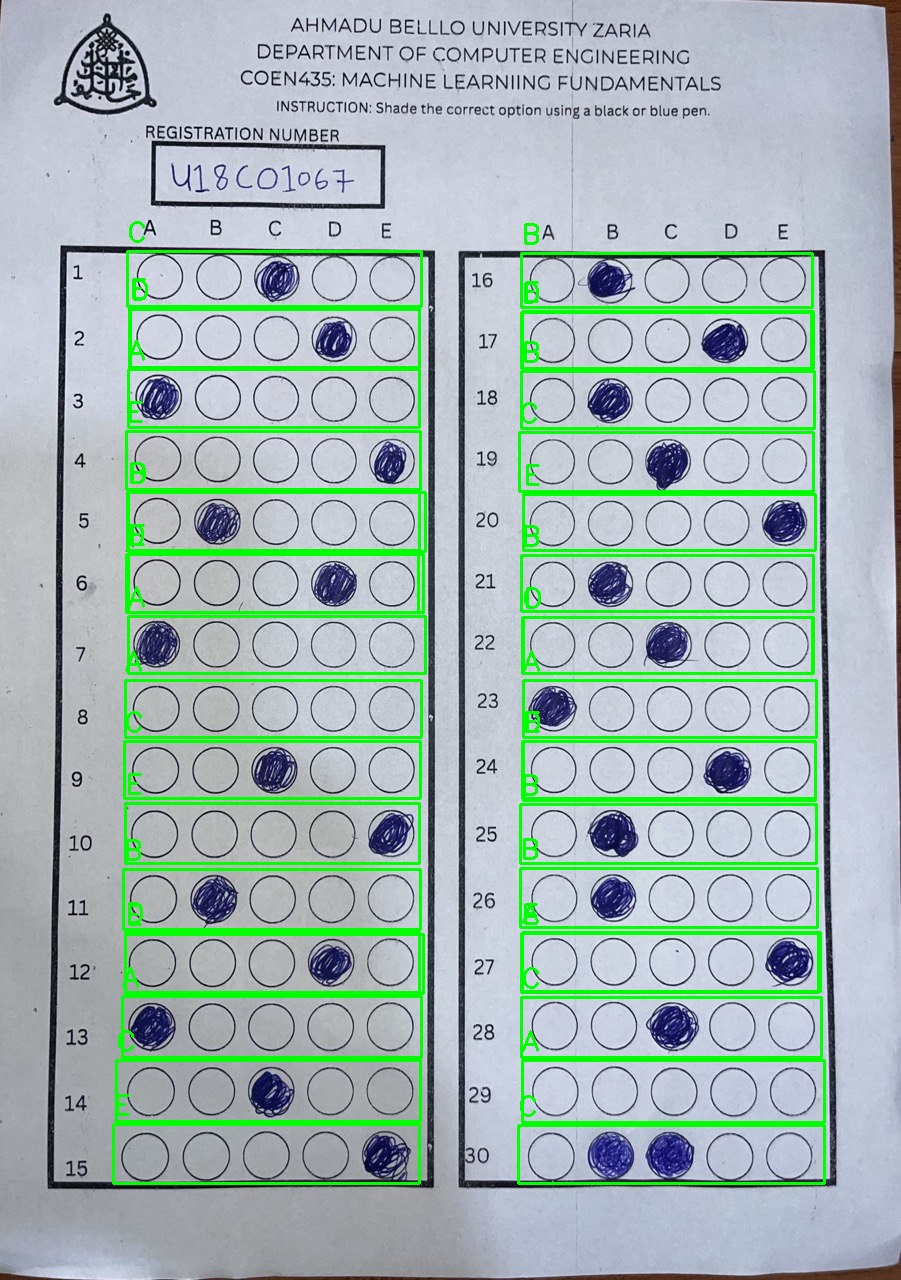 AHMADU BELLLO UNIVERSITY ZARIA
DEPARTMENT OF COMPUTER ENGINEERING
COEN435: MACHINE LEARNIING FUNDAMENTALS
INSTRUCTION: Shade the correct option using a black or blue pen.
REGISTRATION NUMBER
U18CO1067
C A B C D E
1
2
A
3
E
4
5
6
A
7
A
8
C
9
E
10
B
11
12
A
13
C
14
E
15
B A B C D E
16
17
B
18
C
19
E
20
B
21
D
22
A
23
24
B
25
B
26
27
C
28
A
29
C
30